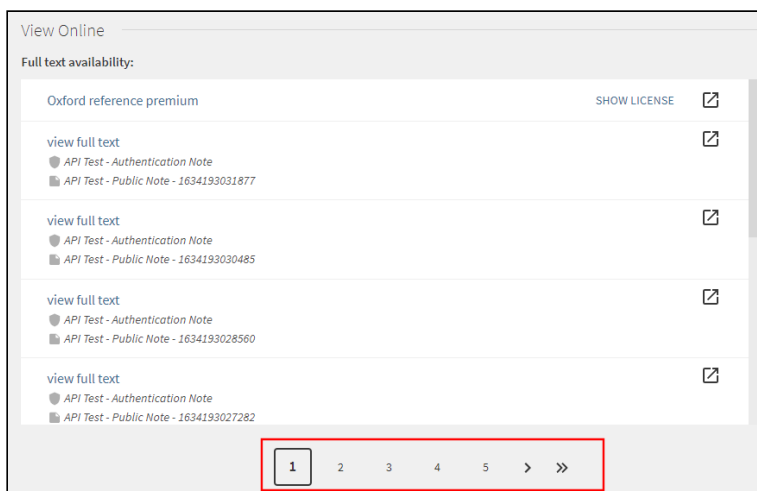 View Online
Full text availability:
Oxford reference premium SHOW LICENSE
view full text
API Test - Authentication Note
API Test - Public Note - 1634193031877
view full text
API Test - Authentication Note
API Test - Public Note - 1634193030485
view full text
API Test - Authentication Note
API Test - Public Note - 1634193028560
view full text
API Test - Authentication Note
API Test - Public Note - 1634193027282
1 2 3 4 5 > >>